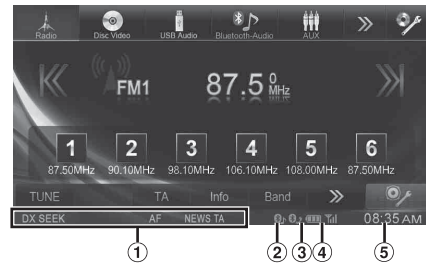 Radio Disc Video USB Audio Bluetooth-Audio AUX
FM1 87.5 0 MHz
1 2 3 4 5 6
87.50MHz 90.10MHz 98.10MHz 106.10MHz 108.00MHz 87.50MHz
TUNE TA Info Band
DX SEEK AF NEWS TA 08:35 AM
1 2 3 4 5